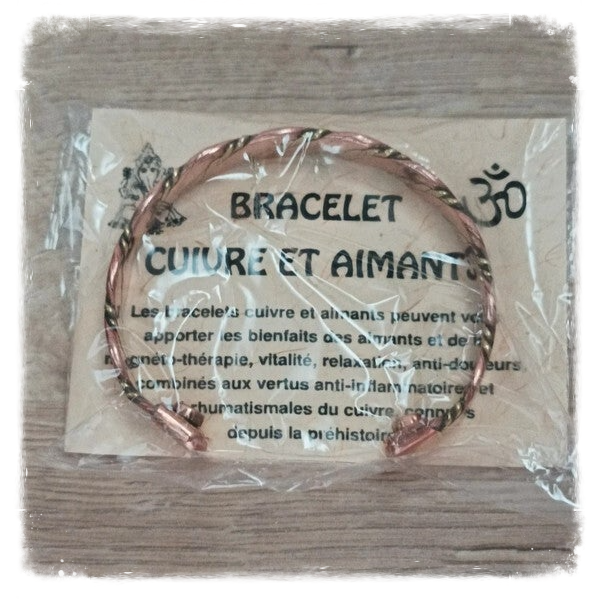 ॐ
BRACELET
CUIVRE ET AIMANTS
Les bracelets cuivre et aimants peuvent
apporter les bienfaits des aimants et de
magnéto-thérapie, vitalité, relaxation, anti-douleurs,
combinés aux vertus anti-inflammatoires et
rhumatismales du cuivre, connues
depuis la préhistoire